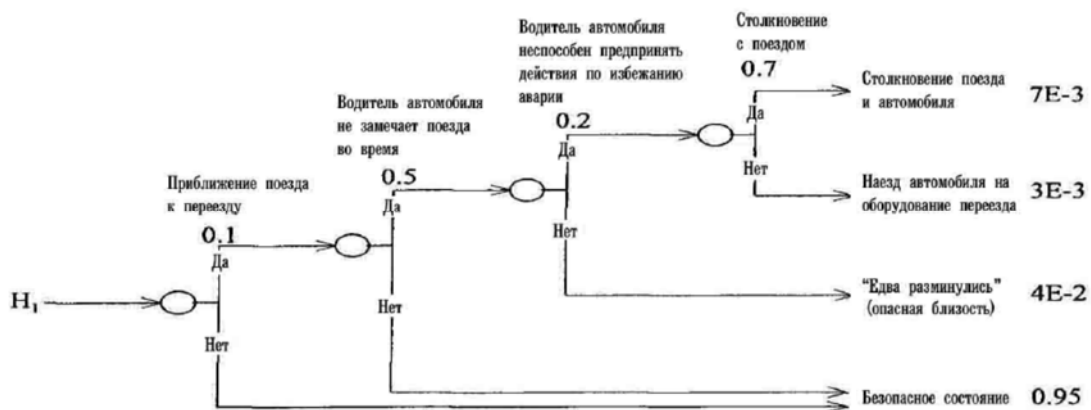 Столкновение
с поездом
0.7
Водитель автомобиля
неспособен предпринять
действия по избежанию
аварии
0.2
Водитель автомобиля
не замечает поезда
во время
0.5
Приближение поезда
к переезду
0.1
H₁
Да
Нет
Да
Нет
Да
Нет
Да
Нет
Столкновение поезда
и автомобиля
7E-3
Наезд автомобиля на
оборудование переезда
3E-3
“Едва разминулись”
(опасная близость)
4E-2
Безопасное состояние
0.95